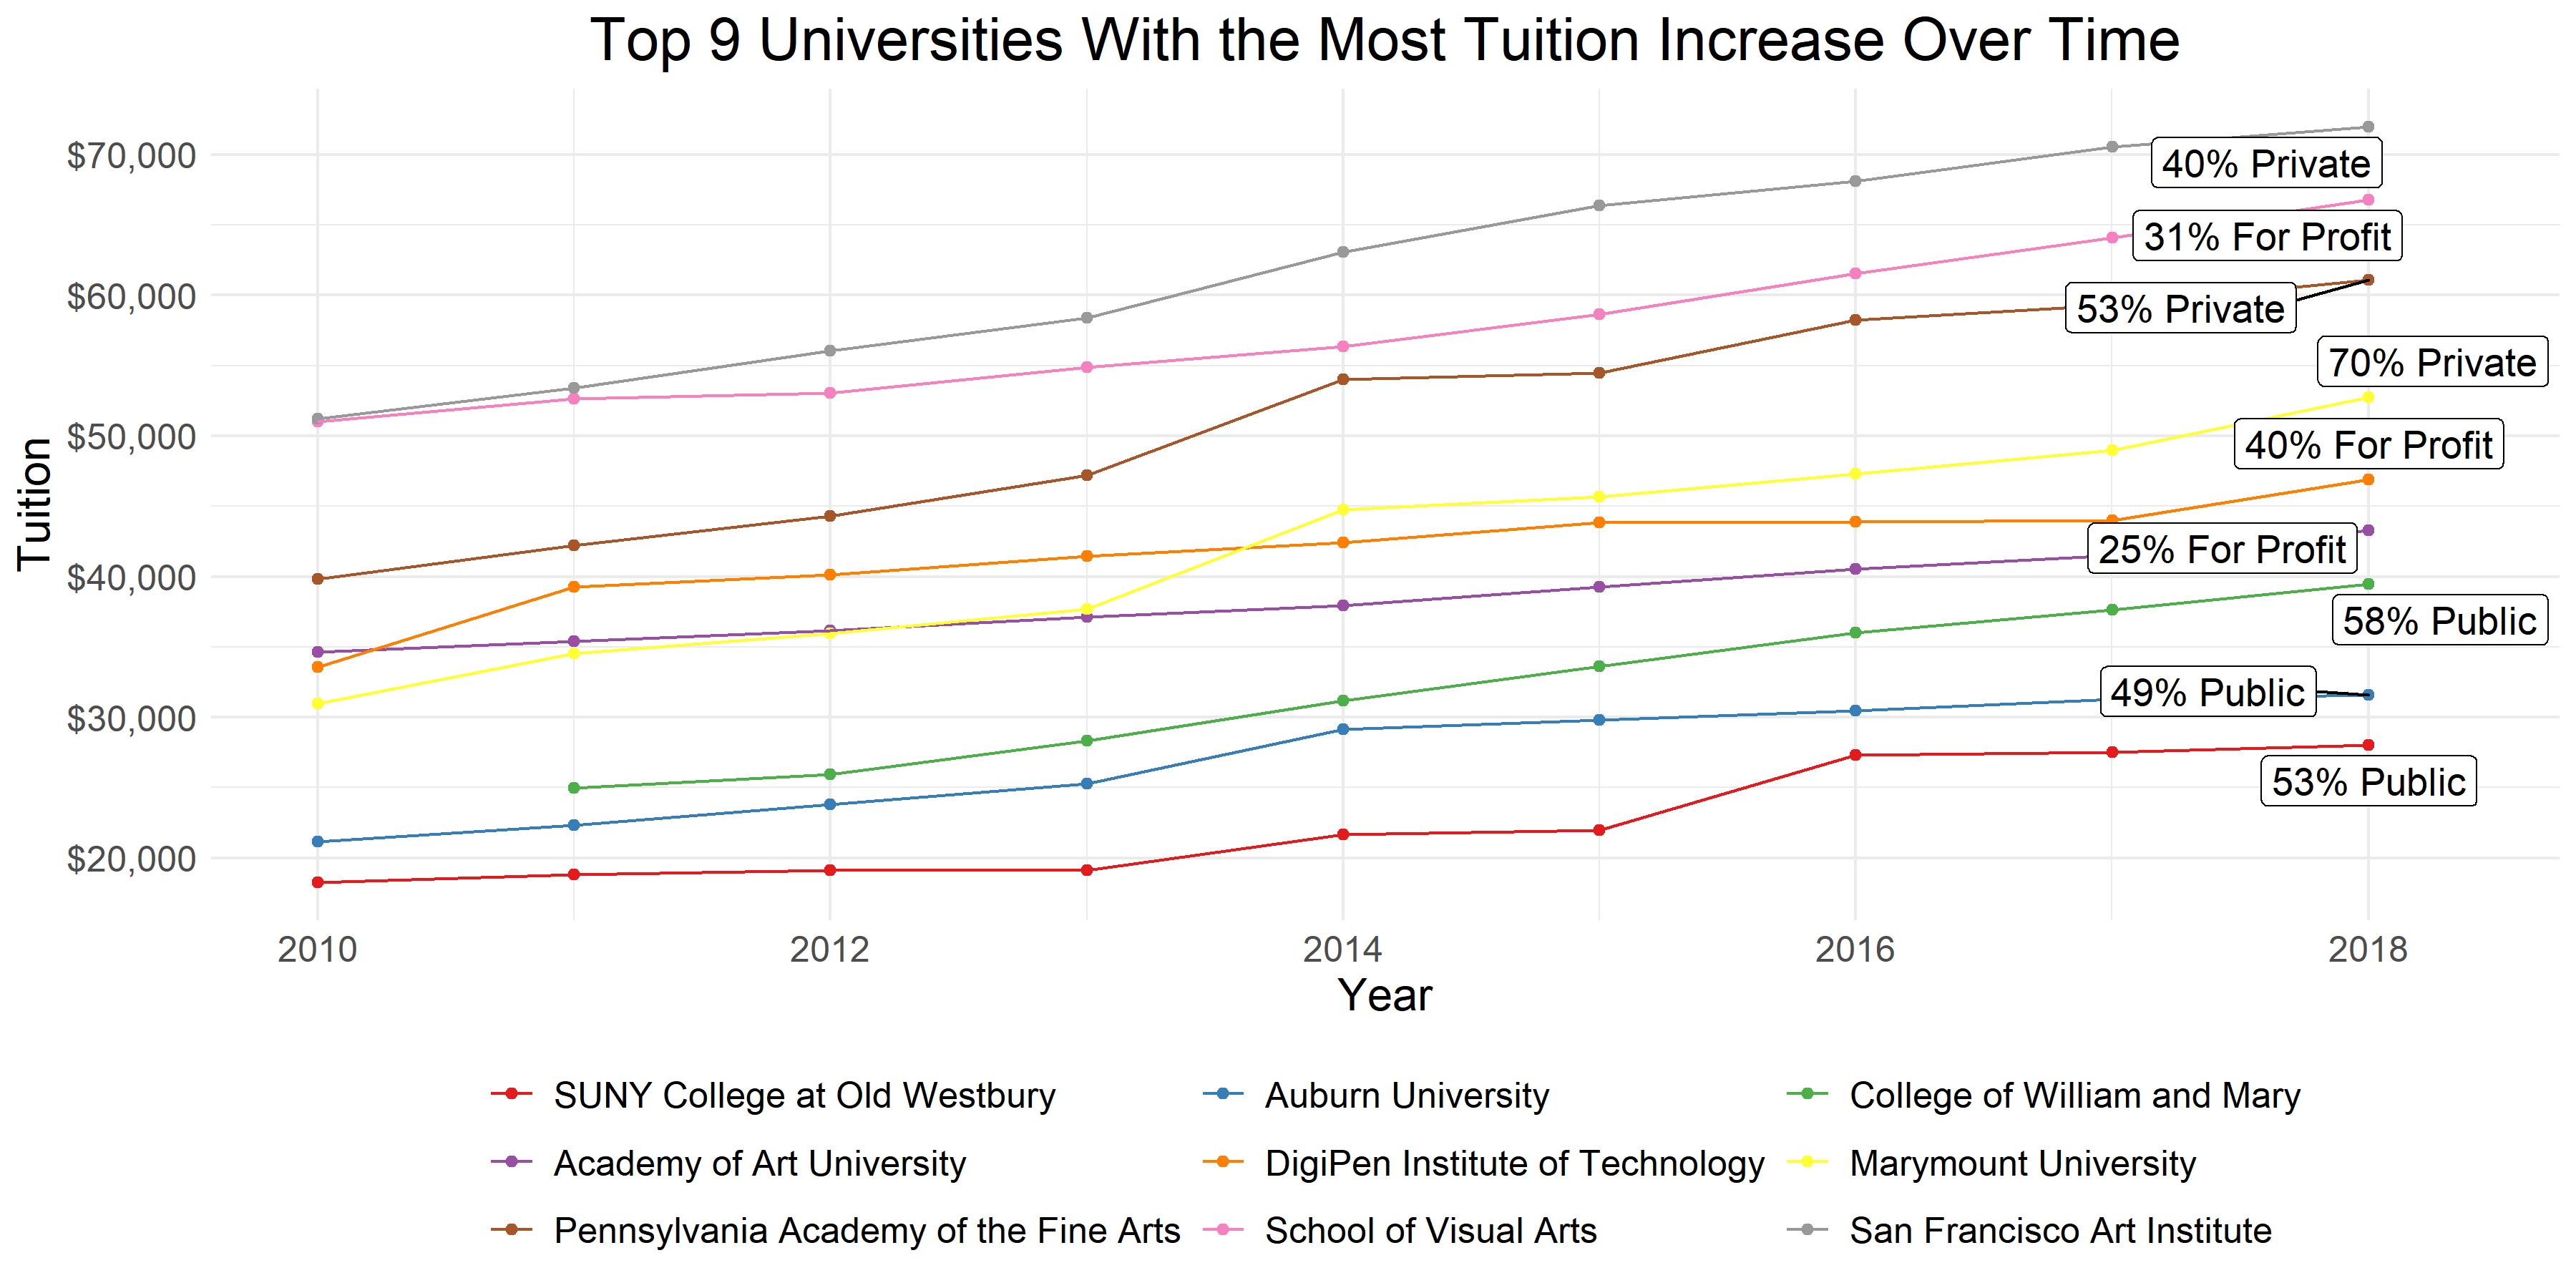 Top 9 Universities With the Most Tuition Increase Over Time
Tuition
$70,000
$60,000
$50,000
$40,000
$30,000
$20,000
40% Private
31% For Profit
53% Private
70% Private
40% For Profit
25% For Profit
58% Public
49% Public
53% Public
2010 2012 2014 2016 2018
Year
SUNY College at Old Westbury Auburn University College of William and Mary
Academy of Art University DigiPen Institute of Technology Marymount University
Pennsylvania Academy of the Fine Arts School of Visual Arts San Francisco Art Institute